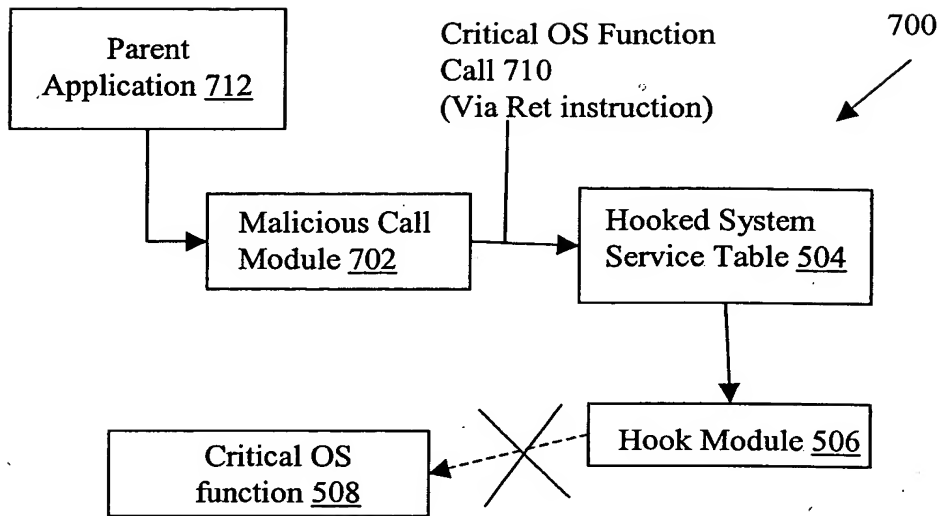 Parent
Application 712
Critical OS Function
Call 710
(Via Ret instruction)
700
Malicious Call
Module 702
Hooked System
Service Table 504
Hook Module 506
Critical OS
function 508